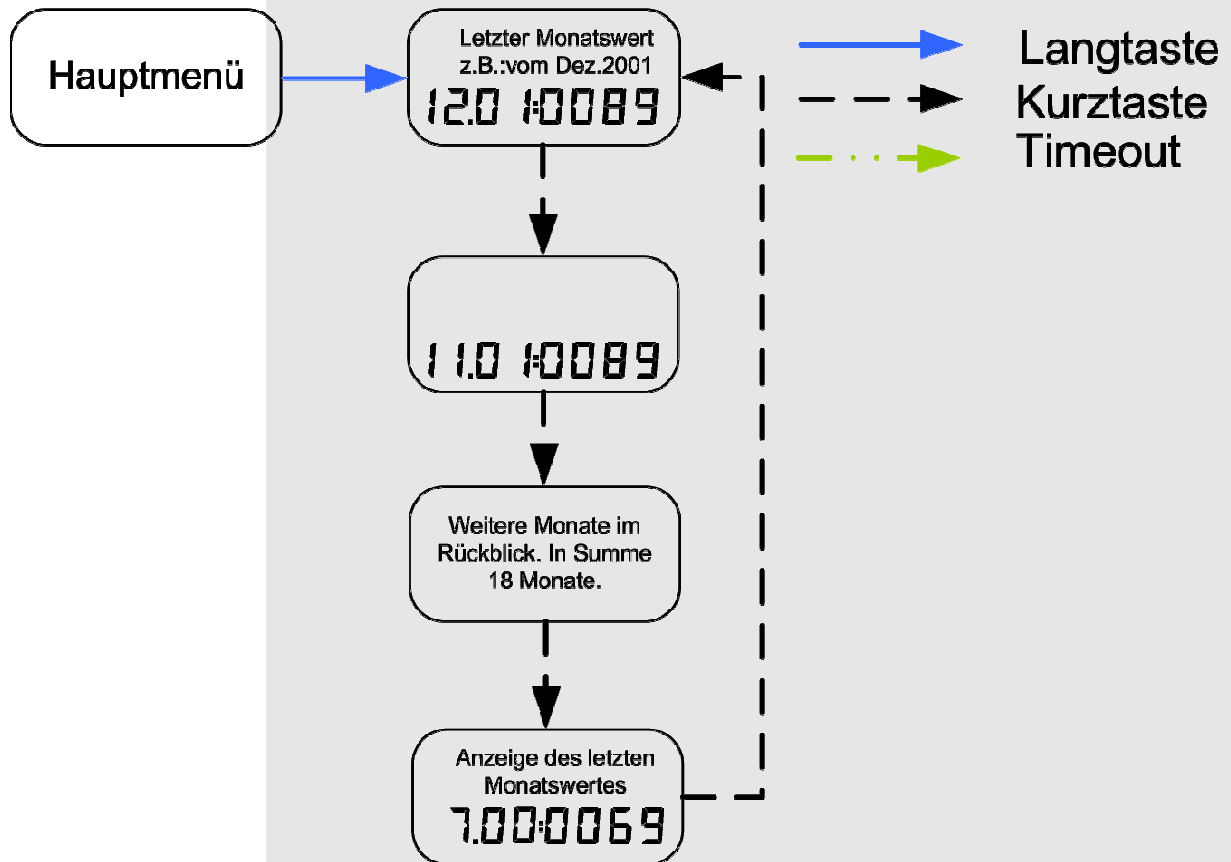 Hauptmenü
Letzter Monatswert
z.B.:vom Dez.2001
12.01:0089
11.01:0089
Weitere Monate im
Rückblick. In Summe
18 Monate.
Anzeige des letzten
Monatswertes
7.00:0069
Langtaste
Kurztaste
Timeout